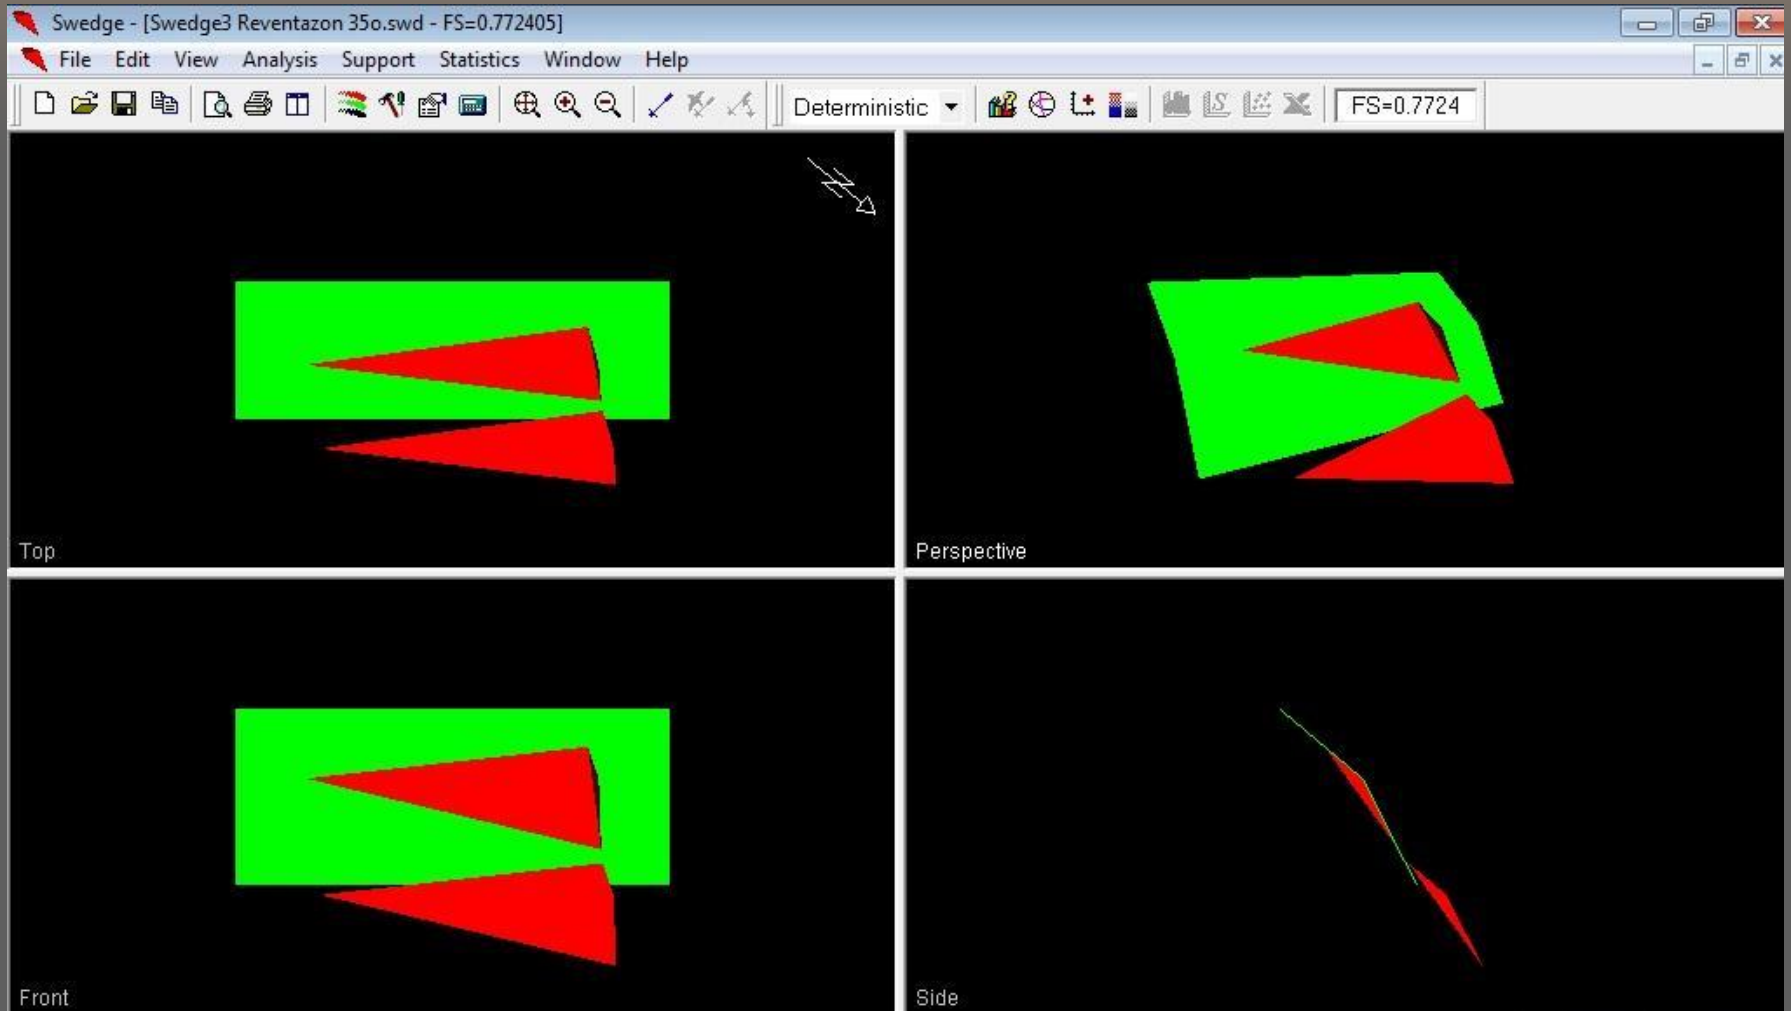 Swedge - [Swedge3 Reventazon 35o.swd - FS=0.772405]
File Edit View Analysis Support Statistics Window Help
Deterministic FS=0.7724
Top
Perspective
Front
Side